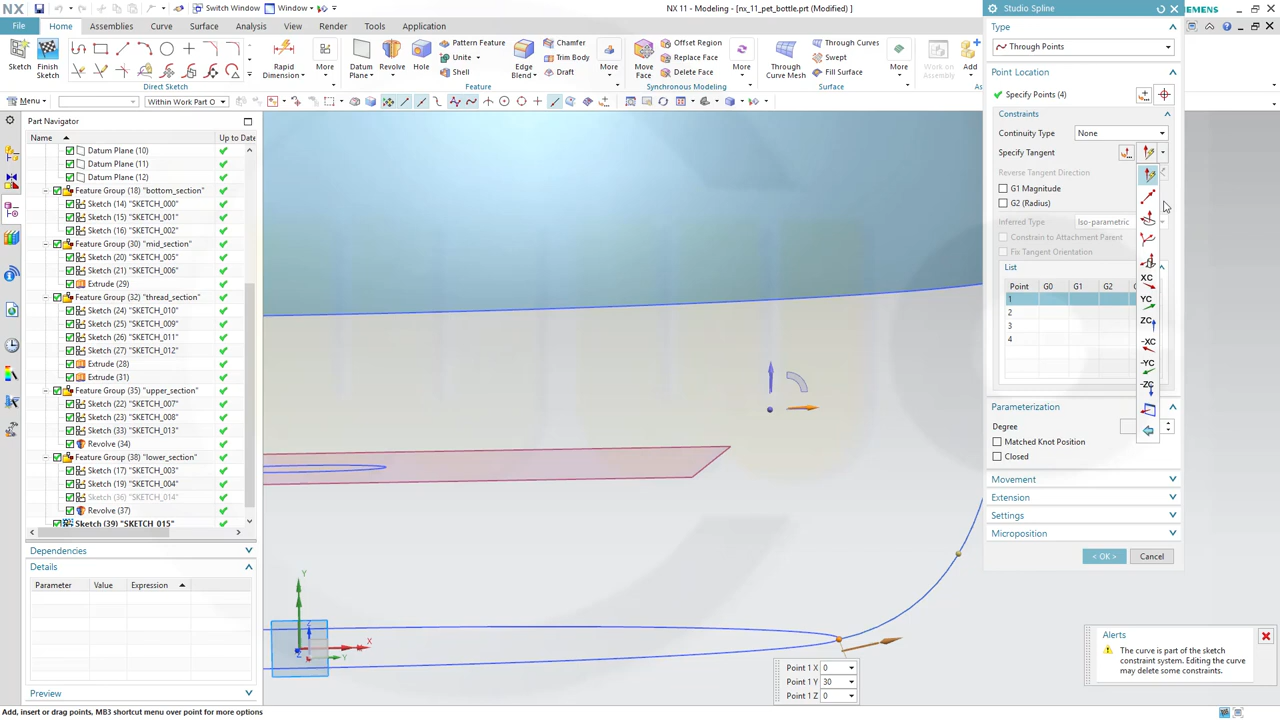 NX
Switch Window
Window
NX 11 - Modeling - [nx_11_pet_bottle.prt (Modified) ]
Studio Spline
SIEMENS
File
Home
Assemblies
Curve
Surface
Analysis
View
Render
Tools
Application
Type
Through Points
Sketch
Finish Sketch
Rapid Dimension
More
Direct Sketch
Datum Plane
Revolve
Hole
Pattern Feature
Unite
Shell
Edge Blend
Chamfer
Trim Body
Draft
More
Feature
Move Face
Offset Region
Replace Face
Delete Face
More
Synchronous Modeling
Through Curve Mesh
Through Curves
Swept
Fill Surface
More
Surface
Work on Assembly
Add
Menu
Within Work Part O
Point Location
Specify Points (4)
Constraints
Continuity Type
None
Specify Tangent
Reverse Tangent Direction
G1 Magnitude
G2 (Radius)
Inferred Type
Iso-parametric
Constrain to Attachment Parent
Fix Tangent Orientation
List
Point G0 G1 G2
1
2
3
4
XC
YC
ZC
-XC
-YC
-ZC
Parameterization
Degree
Matched Knot Position
Closed
Movement
Extension
Settings
Microposition
< OK >
Cancel
Part Navigator
Name
Up to Date
Datum Plane (10)
Datum Plane (11)
Datum Plane (12)
Feature Group (18) "bottom_section"
Sketch (14) "SKETCH_000"
Sketch (15) "SKETCH_001"
Sketch (16) "SKETCH_002"
Feature Group (30) "mid_section"
Sketch (20) "SKETCH_005"
Sketch (21) "SKETCH_006"
Extrude (29)
Feature Group (32) "thread_section"
Sketch (24) "SKETCH_010"
Sketch (25) "SKETCH_009"
Sketch (26) "SKETCH_011"
Sketch (27) "SKETCH_012"
Extrude (28)
Extrude (31)
Feature Group (35) "upper_section"
Sketch (22) "SKETCH_007"
Sketch (23) "SKETCH_008"
Sketch (33) "SKETCH_013"
Revolve (34)
Feature Group (38) "lower_section"
Sketch (17) "SKETCH_003"
Sketch (19) "SKETCH_004"
Sketch (36) "SKETCH_014"
Revolve (37)
Sketch (39) "SKETCH_015"
Dependencies
Details
Parameter Value Expression
Preview
Y
Z
X
Z
Y
Point 1 X 0
Point 1 Y 30
Point 1 Z 0
Alerts
The curve is part of the sketch
constraint system. Editing the curve
may delete some constraints.
Add, insert or drag points, MB3 shortcut menu over point for more options